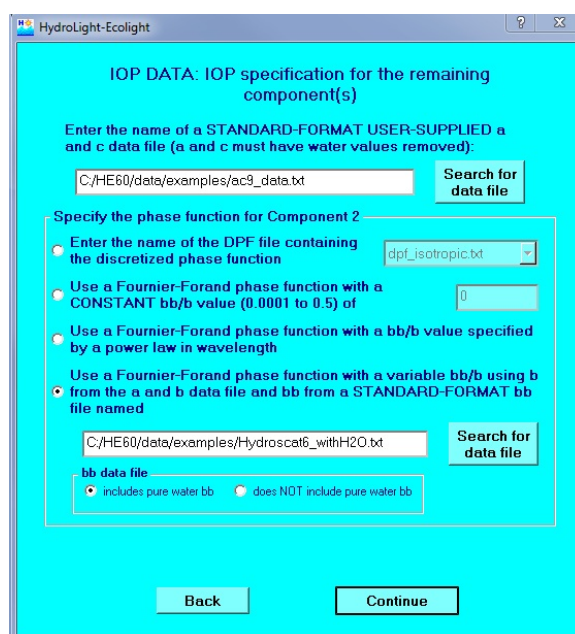 HydroLight-Ecolight
IOP DATA: IOP specification for the remaining
component(s)
Enter the name of a STANDARD-FORMAT USER-SUPPLIED a
and c data file (a and c must have water values removed):
C:/HE60/data/examples/ac9_data.txt
Search for
data file
Specify the phase function for Component 2
Enter the name of the DPF file containing
the discretized phase function
dpf_isotropic.txt
Use a Fournier-Forand phase function with a
CONSTANT bb/b value (0.0001 to 0.5) of
0
Use a Fournier-Forand phase function with a bb/b value specified
by a power law in wavelength
Use a Fournier-Forand phase function with a variable bb/b using b
from the a and b data file and bb from a STANDARD-FORMAT bb
file named
C:/HE60/data/examples/Hydroscat6_withH2O.txt
Search for
data file
bb data file
includes pure water bb
does NOT include pure water bb
Back
Continue